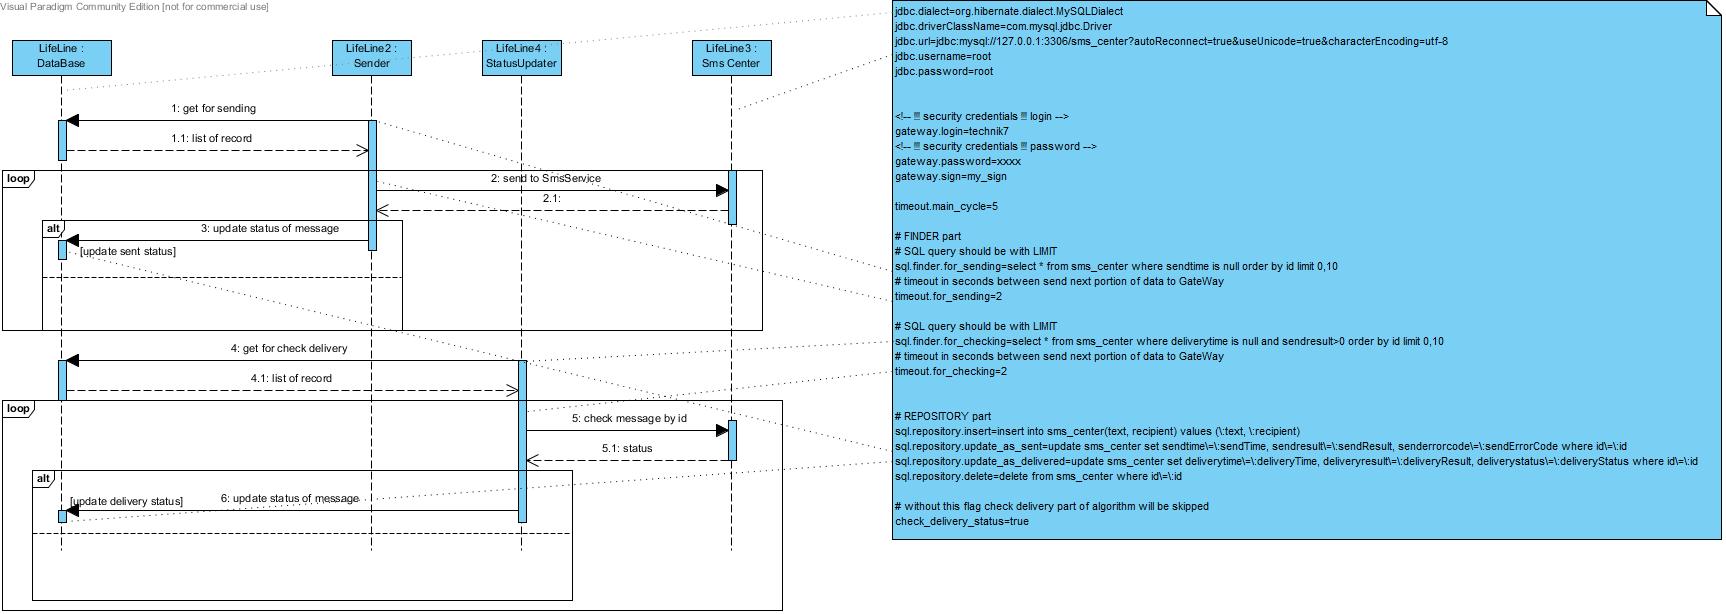 Visual Paradigm Community Edition [not for commercial use]
LifeLine :
DataBase
LifeLine2 :
Sender
LifeLine4 :
StatusUpdater
LifeLine3 :
Sms Center
1: get for sending
1.1: list of record
loop
2: send to SmsService
2.1:
alt
3: update status of message
[update sent status]
4: get for check delivery
4.1: list of record
loop
5: check message by id
5.1: status
alt
[update delivery status]
6: update status of message
jdbc.dialect=org.hibernate.dialect.MySQLDialect
jdbc.driverClassName=com.mysql.jdbc.Driver
jdbc.url=jdbc:mysql://127.0.0.1:3306/sms_center?autoReconnect=true&useUnicode=true&characterEncoding=utf-8
jdbc.username=root
jdbc.password=root
<!-- !!! security credentials !!! login -->
gateway.login=technik7
<!-- !!! security credentials !!! password -->
gateway.password=xxxx
gateway.sign=my_sign
timeout.main_cycle=5
# FINDER part
# SQL query should be with LIMIT
sql.finder.for_sending=select * from sms_center where sendtime is null order by id limit 0,10
# timeout in seconds between send next portion of data to GateWay
timeout.for_sending=2
# SQL query should be with LIMIT
sql.finder.for_checking=select * from sms_center where deliverytime is null and sendresult>0 order by id limit 0,10
# timeout in seconds between send next portion of data to GateWay
timeout.for_checking=2
# REPOSITORY part
sql.repository.insert=insert into sms_center(text, recipient) values (\:text, \:recipient)
sql.repository.update_as_sent=update sms_center set sendtime\=\:sendTime, sendresult\=\:sendResult, senderrorcode\=\:sendErrorCode where id\=\:id
sql.repository.update_as_delivered=update sms_center set deliverytime\=\:deliveryTime, deliveryresult\=\:deliveryResult, deliverystatus\=\:deliveryStatus where id\=\:id
sql.repository.delete=delete from sms_center where id\=\:id
# without this flag check delivery part of algorithm will be skipped
check_delivery_status=true